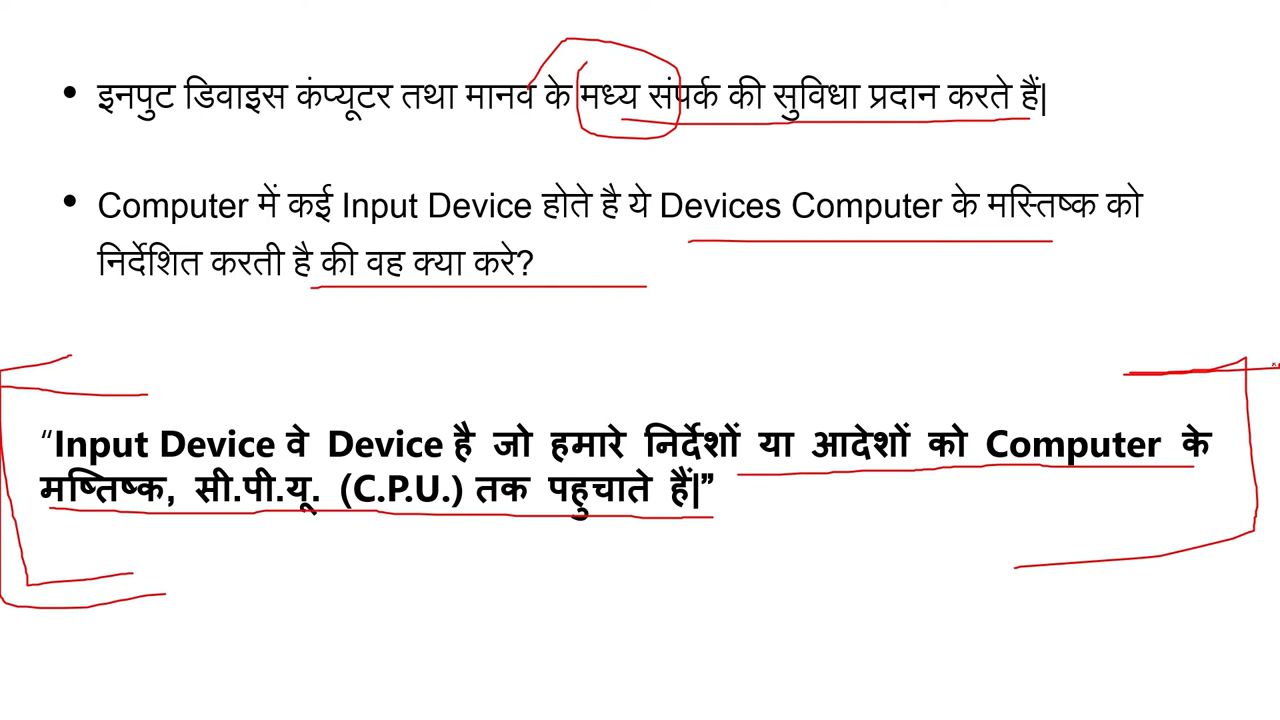 • इनपुट डिवाइस कंप्यूटर तथा मानव के मध्य संपर्क की सुविधा प्रदान करते हैं|
• Computer में कई Input Device होते है ये Devices Computer के मस्तिष्क को
निर्देशित करती है की वह क्या करे?
“Input Device वे Device है जो हमारे निर्देशों या आदेशों को Computer के
मष्तिष्क, सी.पी.यू. (C.P.U.) तक पहुचाते हैं|”